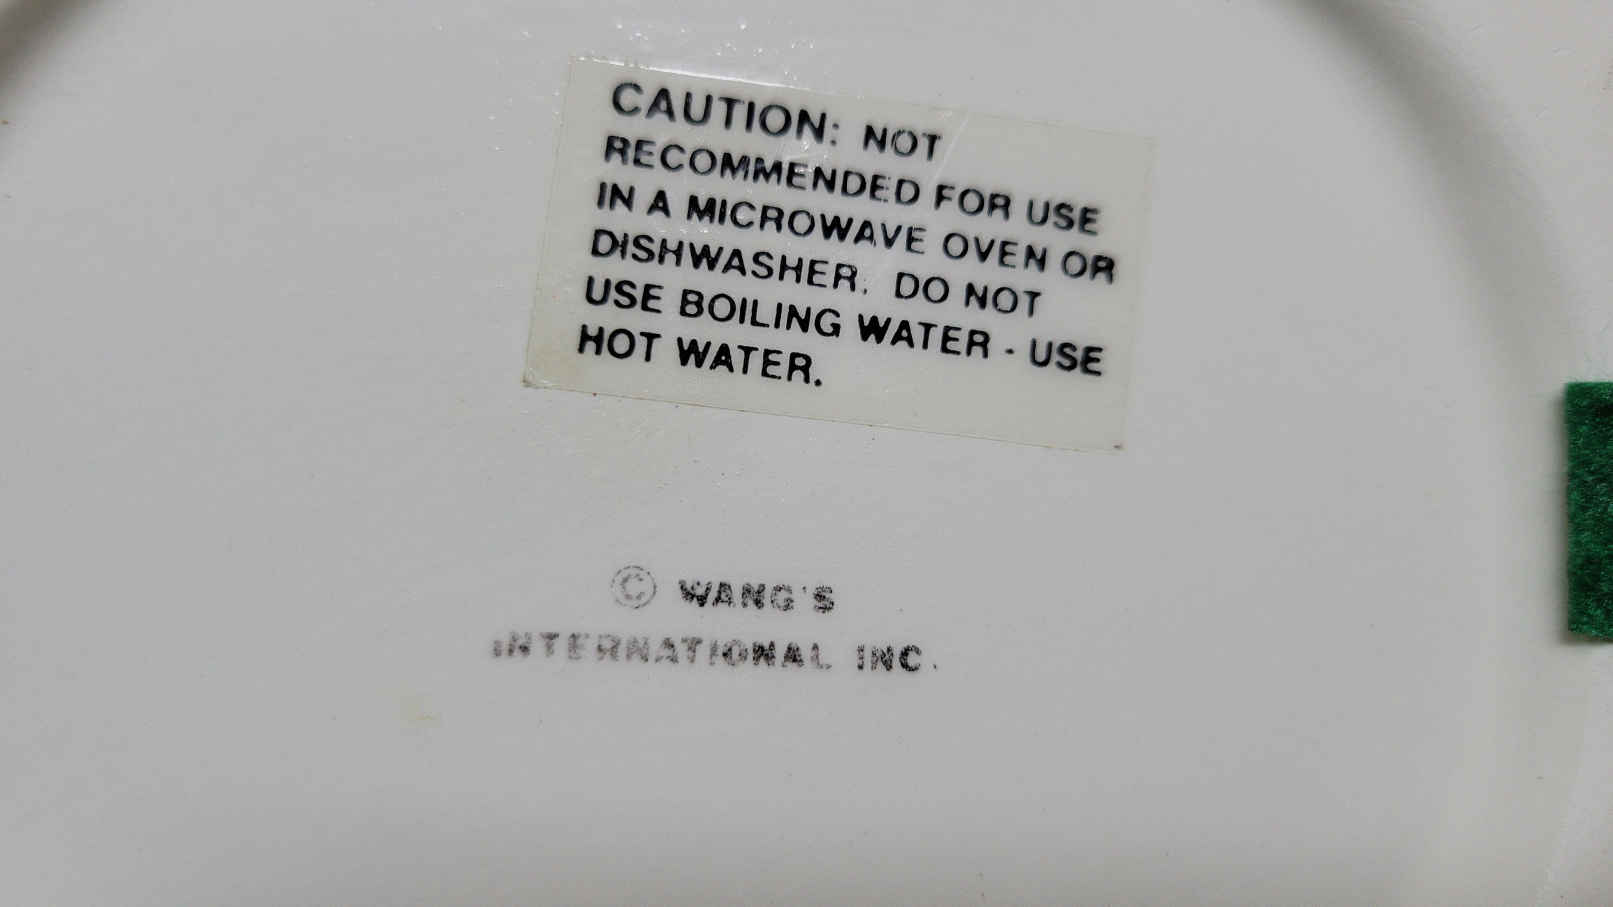 CAUTION: NOT
RECOMMENDED FOR USE
IN A MICROWAVE OVEN OR
DISHWASHER. DO NOT
USE BOILING WATER - USE
HOT WATER.
© WANG'S
INTERNATIONAL INC.